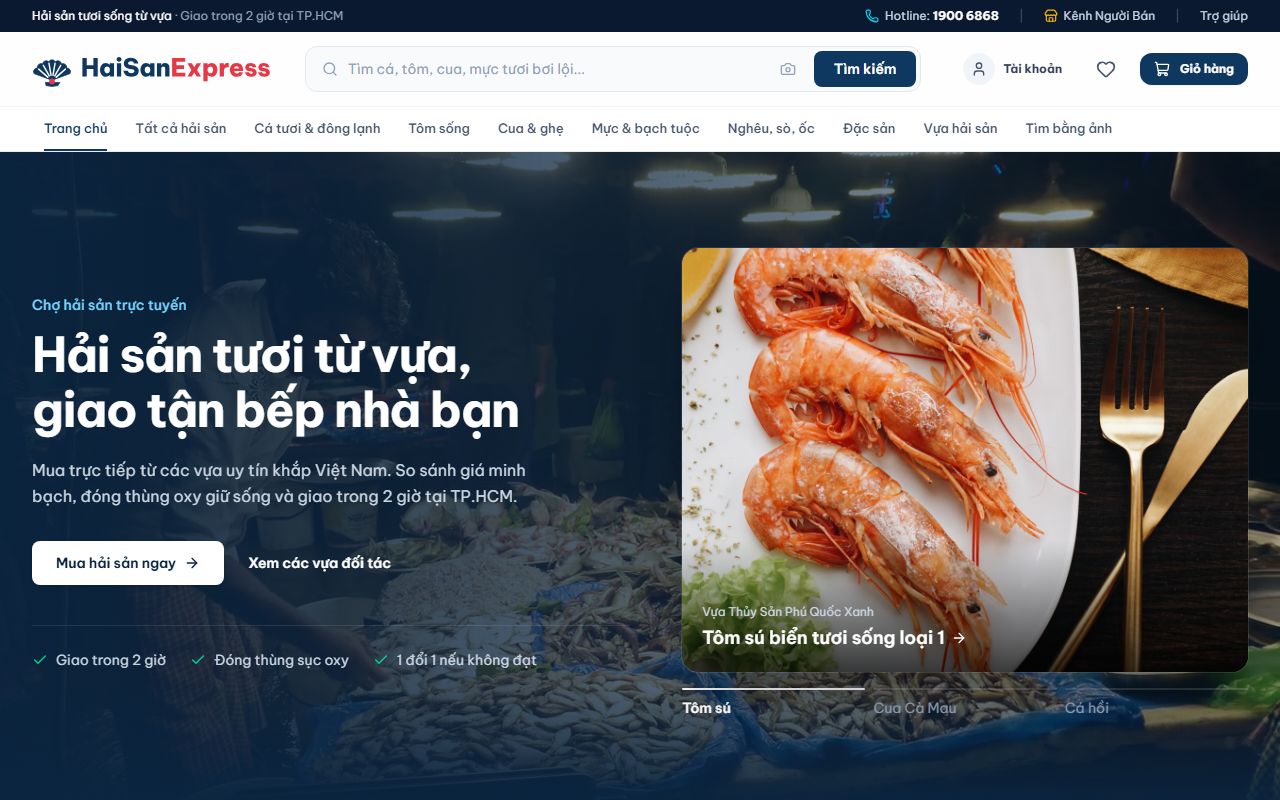 Hải sản tươi sống từ vựa · Giao trong 2 giờ tại TP.HCM
Hotline: 1900 6868
Kênh Người Bán
Trợ giúp
HaiSanExpress
Tìm cá, tôm, cua, mực tươi bơi lội...
Tìm kiếm
Tài khoản
Giỏ hàng
Trang chủ
Tất cả hải sản
Cá tươi & đông lạnh
Tôm sống
Cua & ghẹ
Mực & bạch tuộc
Nghêu, sò, ốc
Đặc sản
Vựa hải sản
Tìm bằng ảnh
Chợ hải sản trực tuyến
Hải sản tươi từ vựa,
giao tận bếp nhà bạn
Mua trực tiếp từ các vựa uy tín khắp Việt Nam. So sánh giá minh
bạch, đóng thùng oxy giữ sống và giao trong 2 giờ tại TP.HCM.
Mua hải sản ngay
Xem các vựa đối tác
Giao trong 2 giờ
Đóng thùng sục oxy
1 đổi 1 nếu không đạt
Vựa Thủy Sản Phú Quốc Xanh
Tôm sú biển tươi sống loại 1
Tôm sú
Cua Cà Mau
Cá hồi